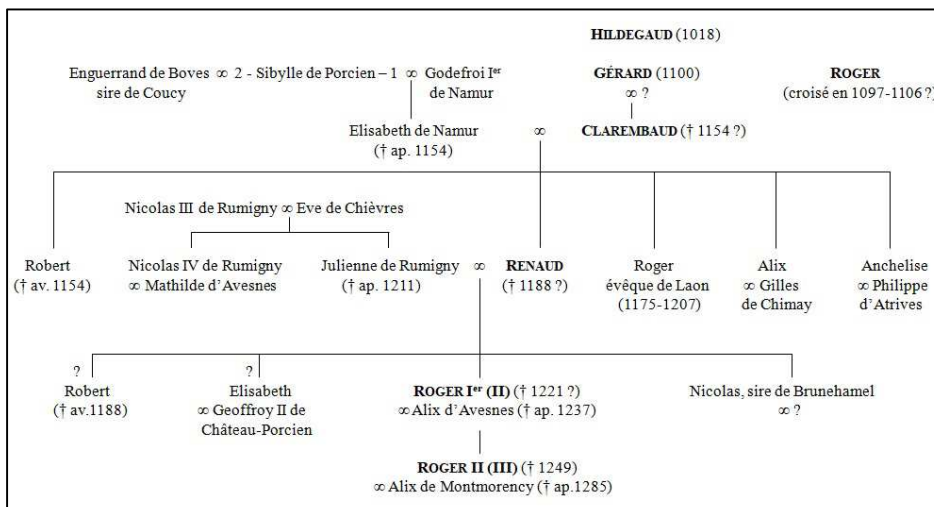 HILDEGAUD (1018)
Enguerrand de Boves ∞ 2 - Sibylle de Porcien – 1 ∞ Godefroi Ier
sire de Coucy
de Namur
GÉRARD (1100)
∞ ?
ROGER
(croisé en 1097-1106 ?)
Elisabeth de Namur
(† ap. 1154)
∞
CLAREMBAUD († 1154 ?)
Nicolas III de Rumigny ∞ Eve de Chièvres
Robert
(† av. 1154)
Nicolas IV de Rumigny
∞ Mathilde d’Avesnes
Julienne de Rumigny
(† ap. 1211)
∞
RENAUD
(† 1188 ?)
Roger
évêque de Laon
(1175-1207)
Alix
∞ Gilles
de Chimay
Anchelise
∞ Philippe
d’Atrives
?
Robert
(† av.1188)
?
Elisabeth
∞ Geoffroy II de
Château-Porcien
ROGER Ier (II) († 1221 ?)
∞ Alix d’Avesnes († ap. 1237)
Nicolas, sire de Brunehamel
∞ ?
ROGER II (III) († 1249)
∞ Alix de Montmorency († ap.1285)